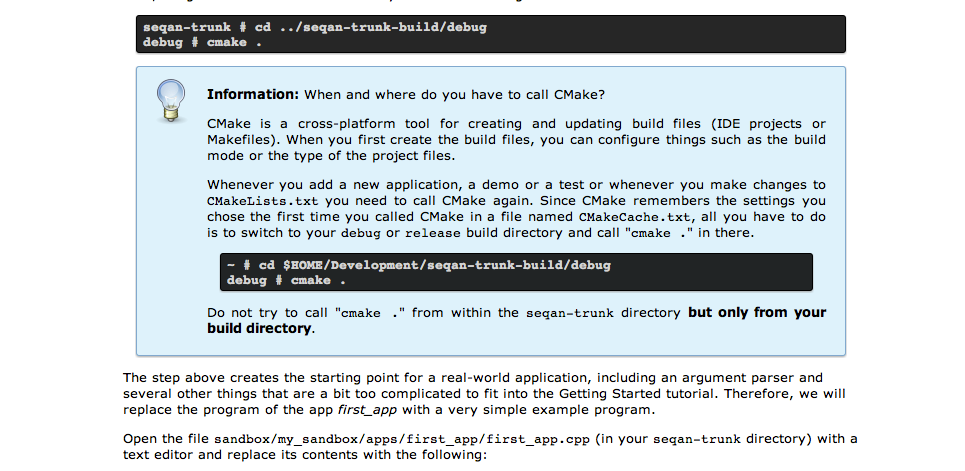 seqan-trunk # cd ../seqan-trunk-build/debug
debug # cmake .
Information: When and where do you have to call CMake?
CMake is a cross-platform tool for creating and updating build files (IDE projects or
Makefiles). When you first create the build files, you can configure things such as the build
mode or the type of the project files.
Whenever you add a new application, a demo or a test or whenever you make changes to
CMakeLists.txt you need to call CMake again. Since CMake remembers the settings you
chose the first time you called CMake in a file named CMakeCache.txt, all you have to do
is to switch to your debug or release build directory and call "cmake ." in there.
~ # cd $HOME/Development/seqan-trunk-build/debug
debug # cmake .
Do not try to call "cmake ." from within the seqan-trunk directory but only from your
build directory.
The step above creates the starting point for a real-world application, including an argument parser and
several other things that are a bit too complicated to fit into the Getting Started tutorial. Therefore, we will
replace the program of the app first_app with a very simple example program.
Open the file sandbox/my_sandbox/apps/first_app/first_app.cpp (in your seqan-trunk directory) with a
text editor and replace its contents with the following: